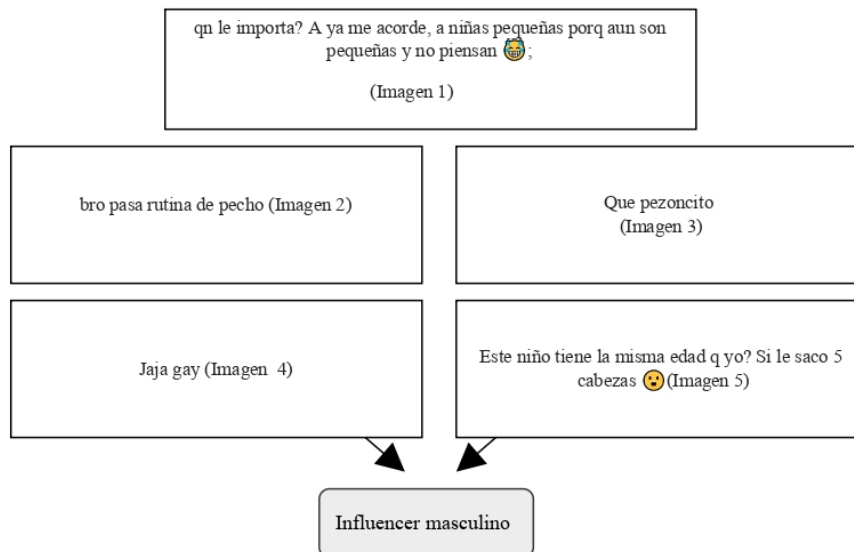 qn le importa? A ya me acorde, a niñas pequeñas porq aun son
pequeñas y no piensan 😹;
(Imagen 1)
bro pasa rutina de pecho (Imagen 2)
Que pezoncito
(Imagen 3)
Jaja gay (Imagen  4)
Este niño tiene la misma edad q yo? Si le saco 5
cabezas 😮(Imagen 5)
Influencer masculino